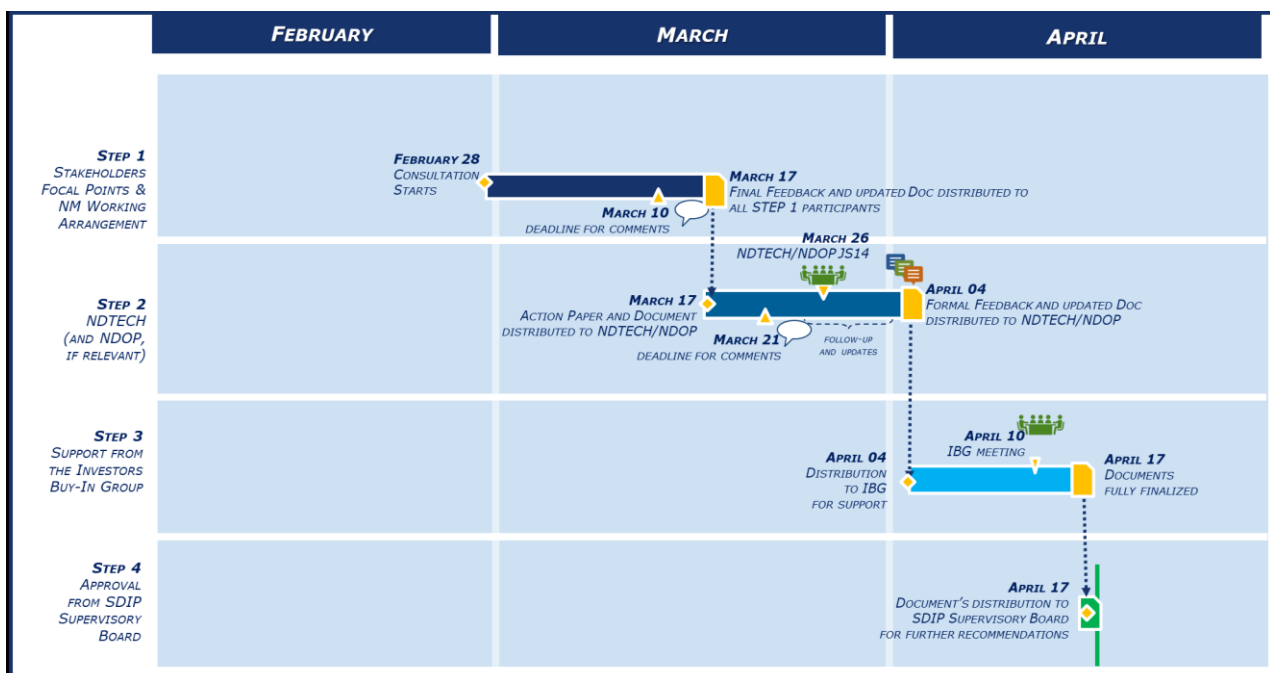 FEBRUARY
MARCH
APRIL
STEP 1
STAKEHOLDERS
FOCAL POINTS &
NM WORKING
ARRANGEMENT
FEBRUARY 28
CONSULTATION
STARTS
MARCH 10
DEADLINE FOR COMMENTS
MARCH 17
FINAL FEEDBACK AND UPDATED DOC DISTRIBUTED TO
ALL STEP 1 PARTICIPANTS
STEP 2
NDTECH
(AND NDOP,
IF RELEVANT)
MARCH 17
ACTION PAPER AND DOCUMENT
DISTRIBUTED TO NDTECH/NDOP
MARCH 21
DEADLINE FOR COMMENTS
MARCH 26
NDTECH/NDOP JS14
FOLLOW-UP
AND UPDATES
APRIL 04
FORMAL FEEDBACK AND UPDATED DOC
DISTRIBUTED TO NDTECH/NDOP
STEP 3
SUPPORT FROM
THE INVESTORS
BUY-IN GROUP
APRIL 04
DISTRIBUTION
TO IBG
FOR SUPPORT
APRIL 10
IBG MEETING
APRIL 17
DOCUMENTS
FULLY FINALIZED
STEP 4
APPROVAL
FROM SDIP
SUPERVISORY
BOARD
APRIL 17
DOCUMENT'S DISTRIBUTION TO
SDIP SUPERVISORY BOARD
FOR FURTHER RECOMMENDATIONS